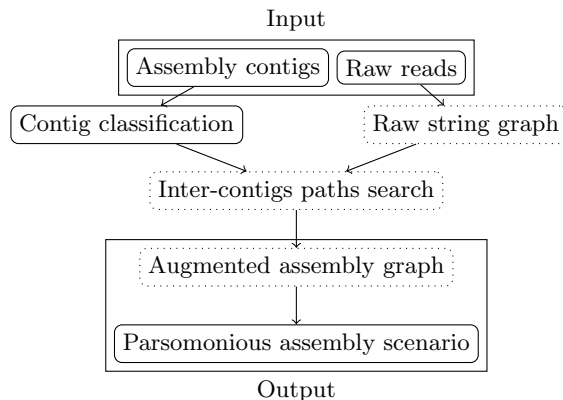 Input
Assembly contigs
Raw reads
Contig classification
Raw string graph
Inter-contigs paths search
Augmented assembly graph
Parsomonious assembly scenario
Output